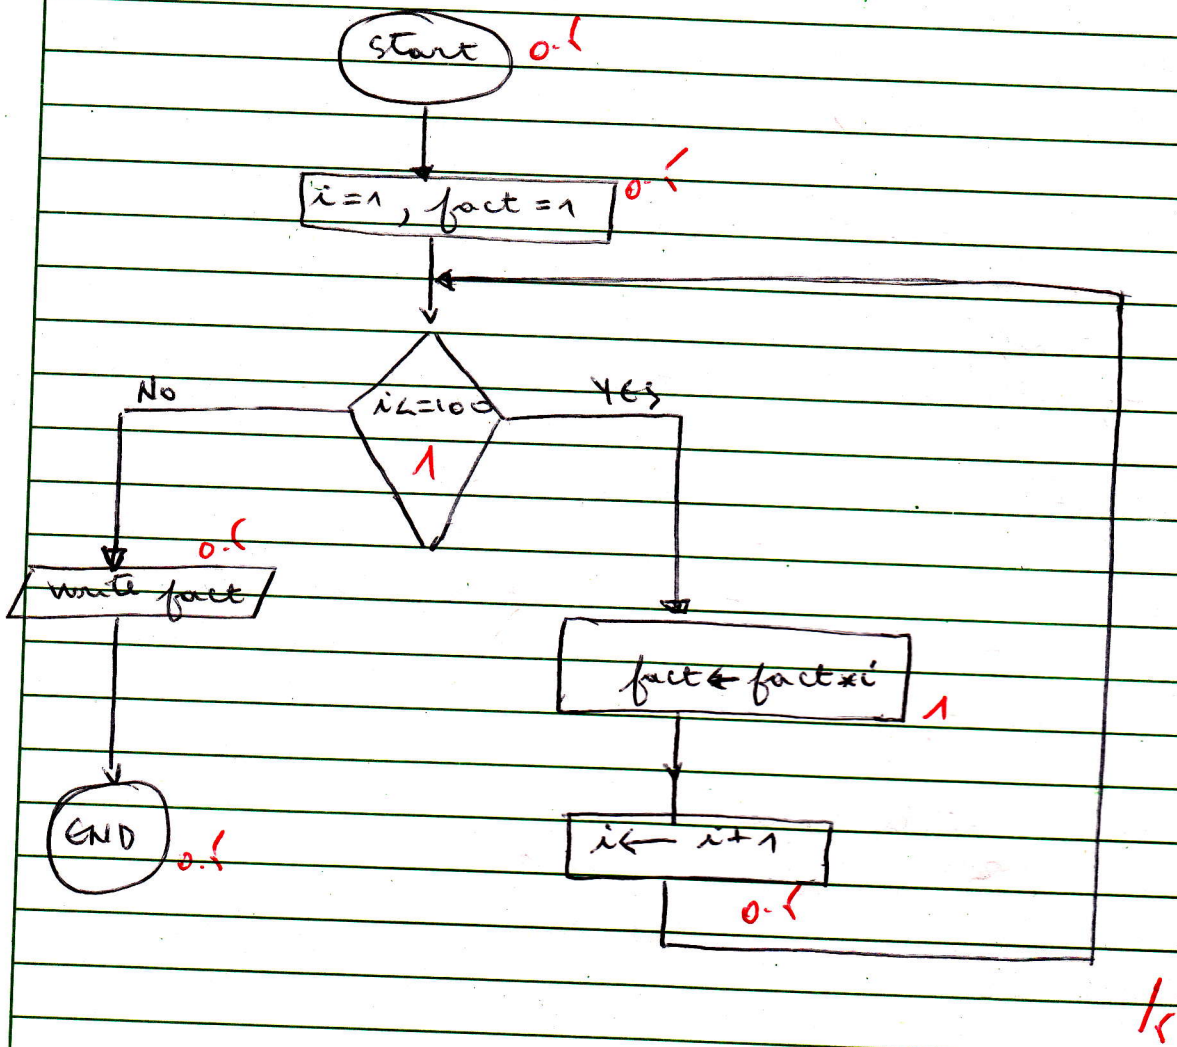 start 0.5
i=1, fact=1 0.5
No
i<=100
YES
1
0.5
write fact
fact ← fact*i
1
END 0.5
i ← i+1
0.5
/5